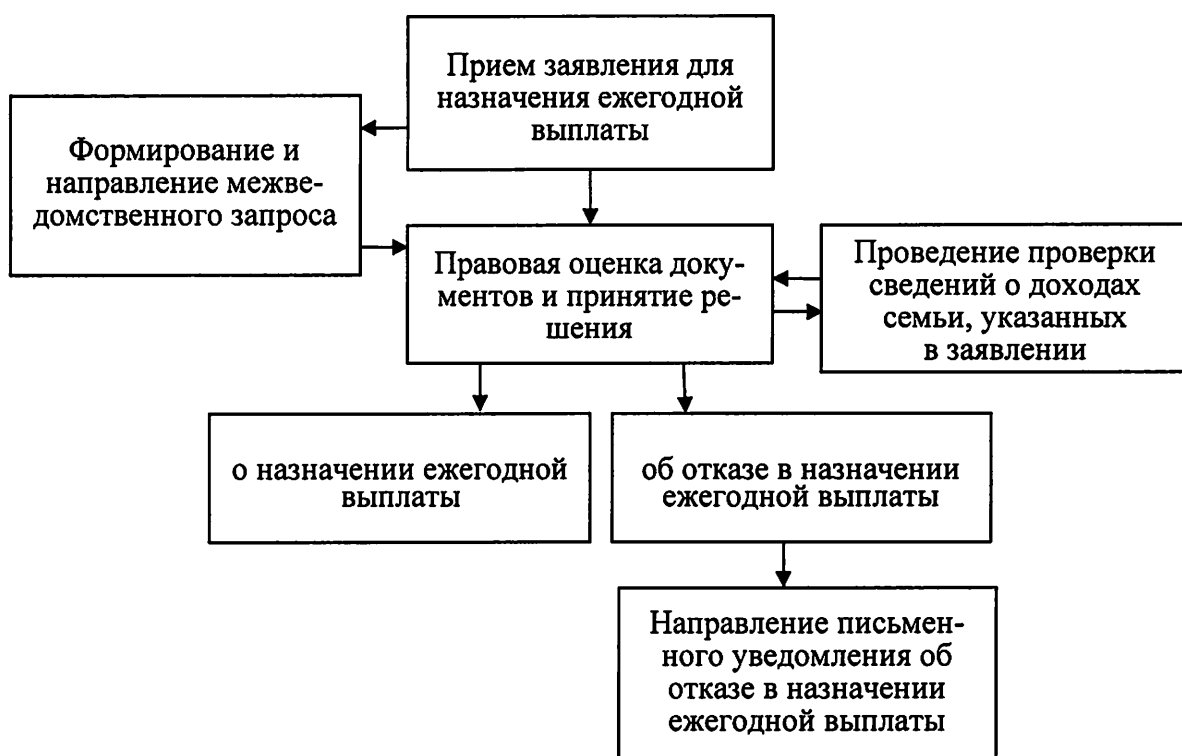 Прием заявления для
назначения ежегодной
выплаты
Формирование и
направление межве-
домственного запроса
Правовая оценка доку-
ментов и принятие ре-
шения
Проведение проверки
сведений о доходах
семьи, указанных
в заявлении
о назначении ежегодной
выплаты
об отказе в назначении
ежегодной выплаты
Направление письмен-
ного уведомления об
отказе в назначении
ежегодной выплаты